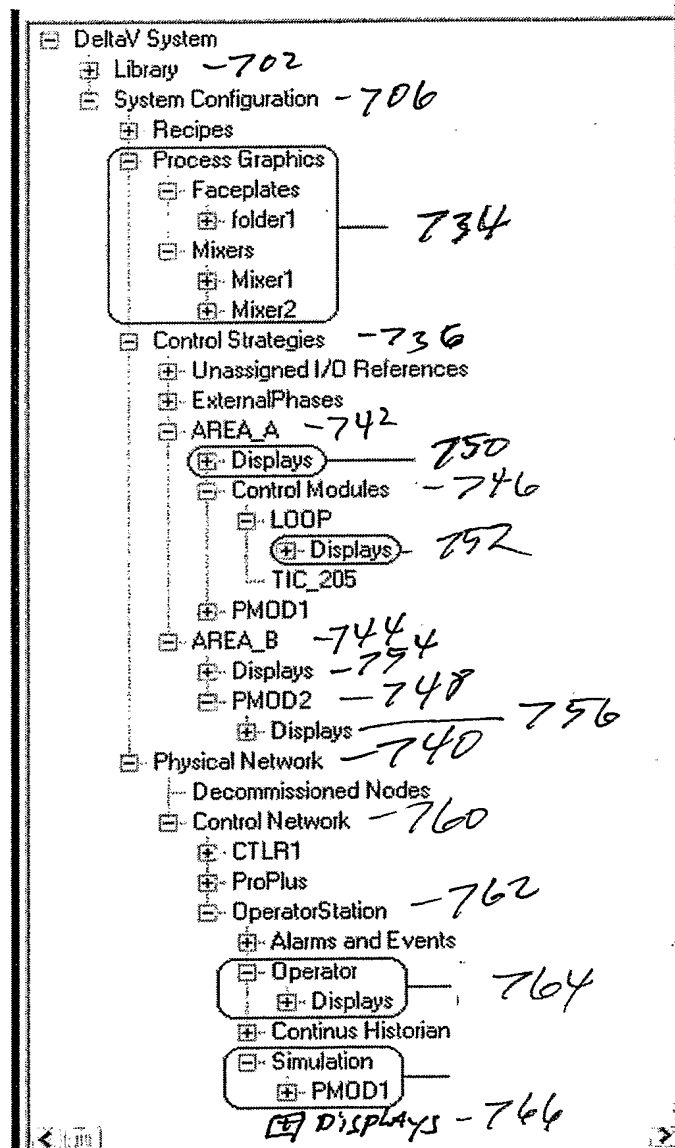 DeltaV System
Library -702
System Configuration -706
Recipes
Process Graphics
Faceplates
folder1
734
Mixers
Mixer1
Mixer2
Control Strategies -736
Unassigned I/O References
ExternalPhases
AREA_A -742
Displays 750
Control Modules -746
LOOP
Displays 752
TIC_205
PMOD1
AREA_B -744
Displays -754
PMOD2 -748
Displays 756
Physical Network -740
Decommissioned Nodes
Control Network -760
CTLR1
ProPlus
OperatorStation -762
Alarms and Events
Operator
Displays 764
Continus Historian
Simulation
PMOD1
DISPLAYS -766